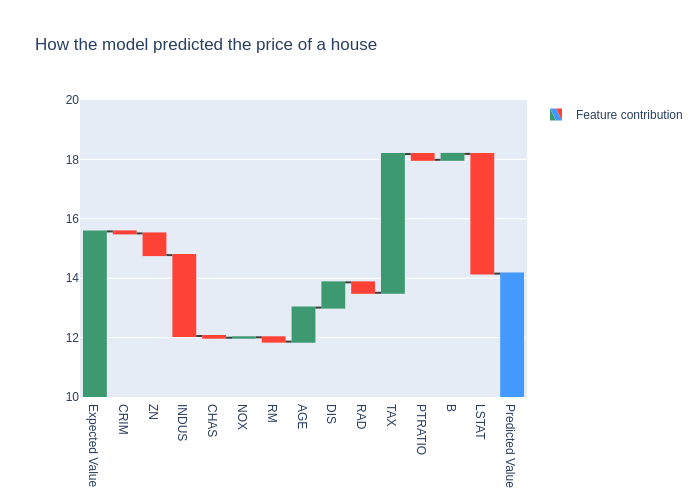 How the model predicted the price of a house
Feature contribution
20
18
16
14
12
10
Expected Value
CRIM
ZN
INDUS
CHAS
NOX
RM
AGE
DIS
RAD
TAX
PTRATIO
B
LSTAT
Predicted Value